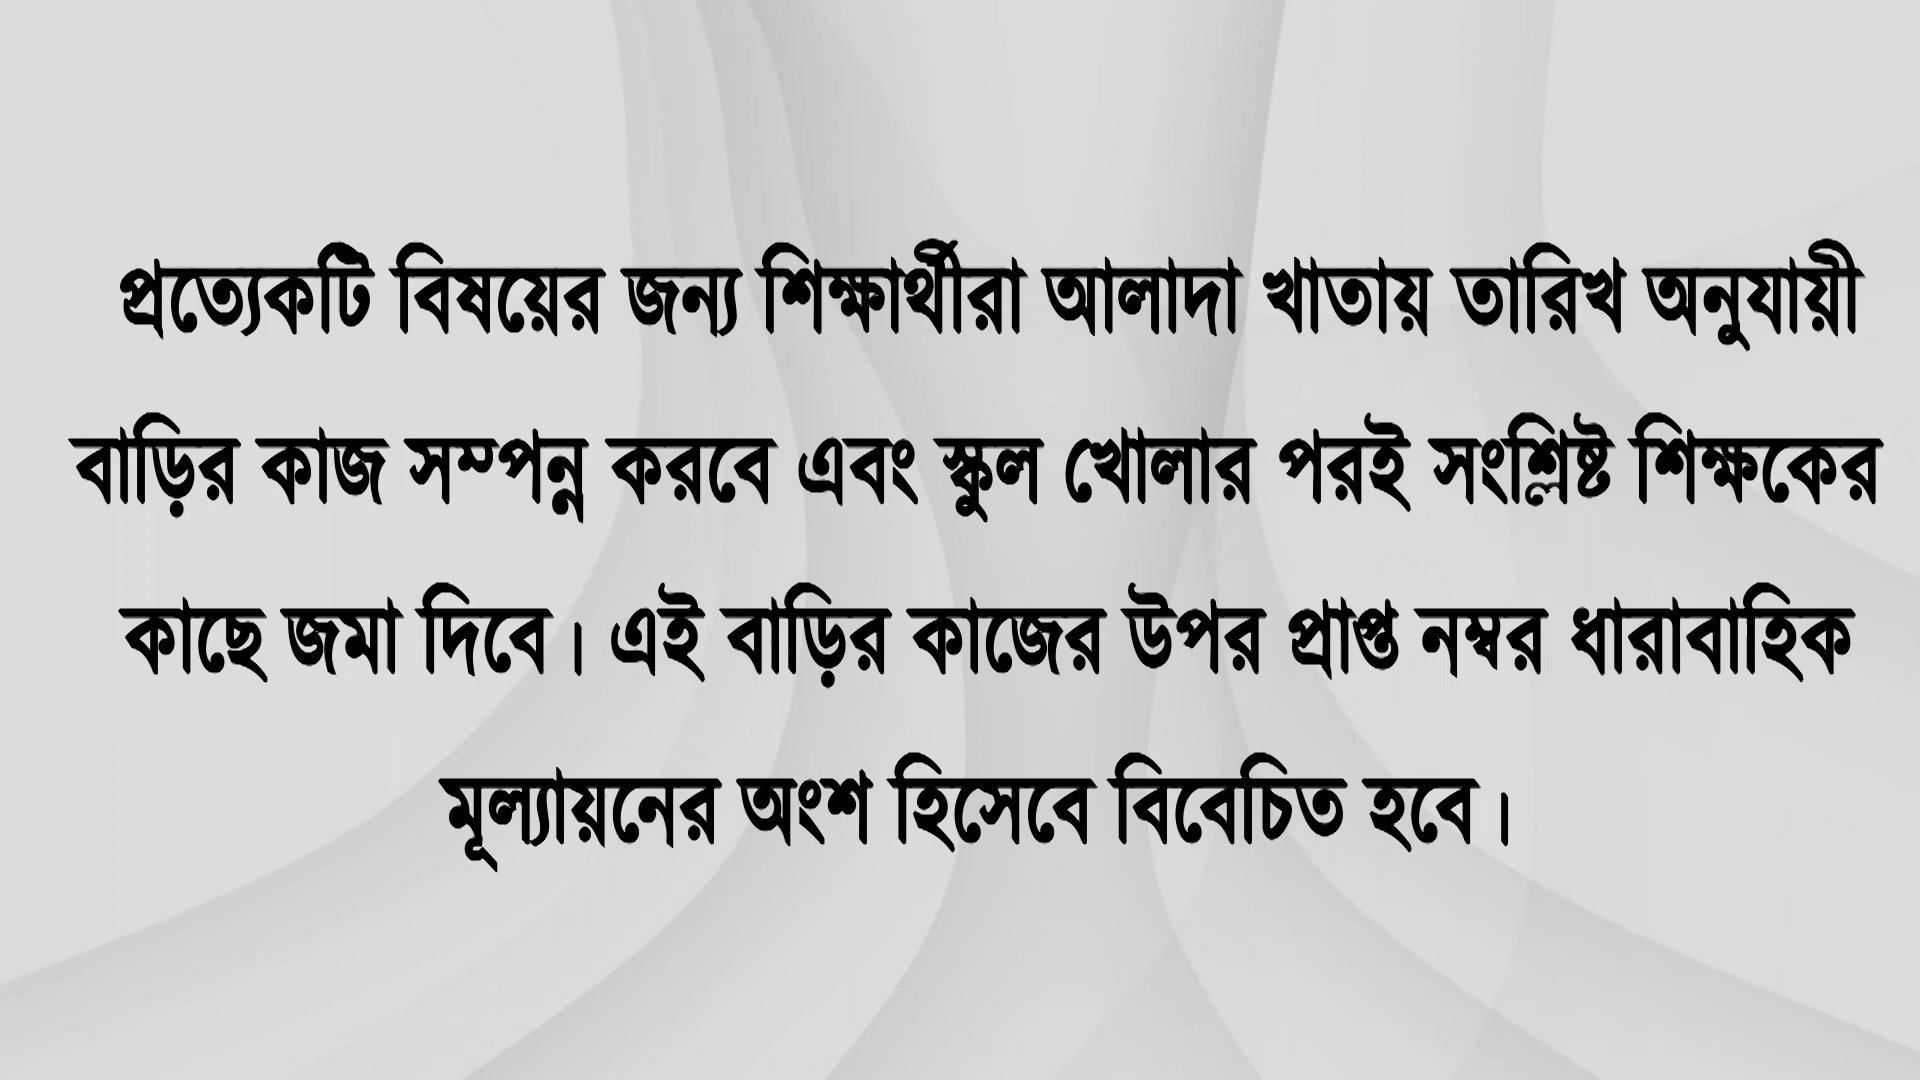 প্রত্যেকটি বিষয়ের জন্য শিক্ষার্থীরা আলাদা খাতায় তারিখ অনুযায়ী
বাড়ির কাজ সম্পন্ন করবে এবং স্কুল খোলার পরই সংশ্লিষ্ট শিক্ষকের
কাছে জমা দিবে। এই বাড়ির কাজের উপর প্রাপ্ত নম্বর ধারাবাহিক
মূল্যায়নের অংশ হিসেবে বিবেচিত হবে।